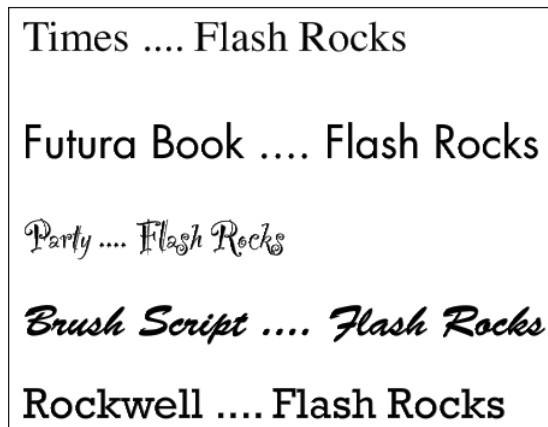 Times .... Flash Rocks
Futura Book .... Flash Rocks
Party .... Flash Rocks
Brush Script .... Flash Rocks
Rockwell .... Flash Rocks